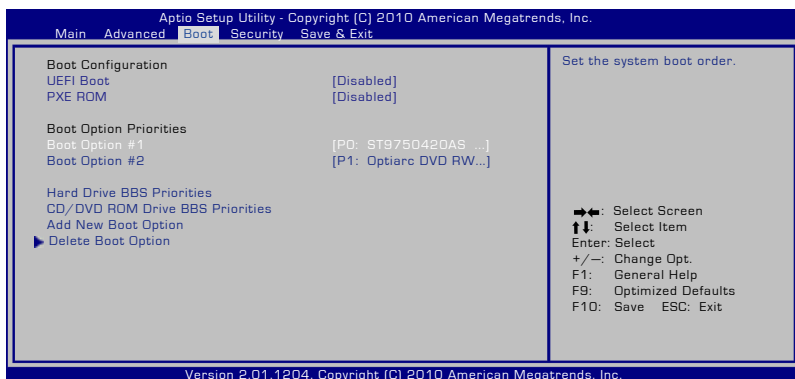 Aptio Setup Utility - Copyright (C) 2010 American Megatrends, Inc.
Main Advanced Boot Security Save & Exit
Boot Configuration
UEFI Boot [Disabled]
PXE ROM [Disabled]
Boot Option Priorities
Boot Option #1 [P0: ST9750420AS ...]
Boot Option #2 [P1: Optiarc DVD RW...]
Hard Drive BBS Priorities
CD/DVD ROM Drive BBS Priorities
Add New Boot Option
Delete Boot Option
Set the system boot order.
→←: Select Screen
↑↓: Select Item
Enter: Select
+/—: Change Opt.
F1: General Help
F9: Optimized Defaults
F10: Save ESC: Exit
Version 2.01.1204. Copyright (C) 2010 American Megatrends, Inc.